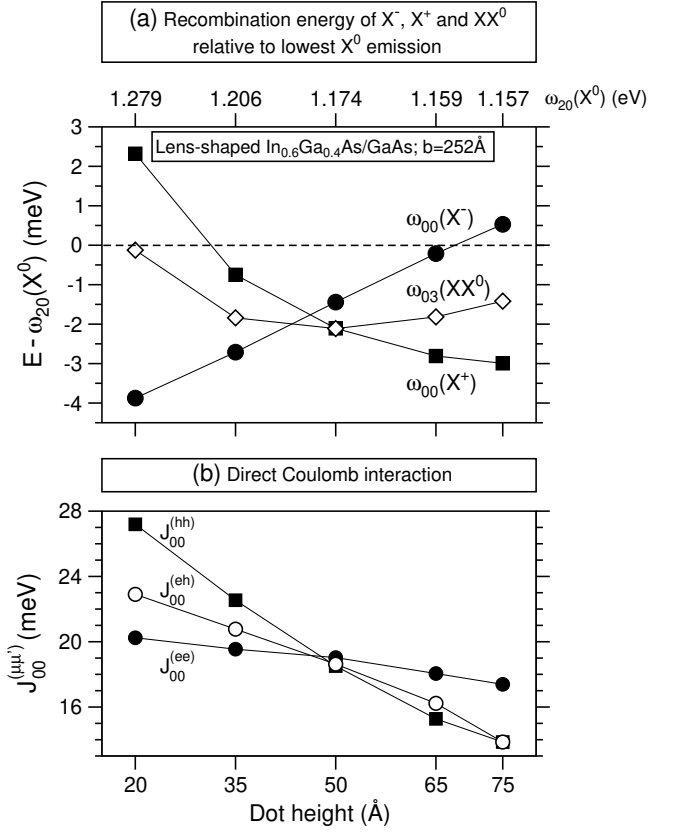 (a) Recombination energy of X⁻, X⁺ and XX⁰
relative to lowest X⁰ emission
1.279 1.206 1.174 1.159 1.157 ω₂₀(X⁰) (eV)
3
Lens-shaped In₀.₆Ga₀.₄As/GaAs; b=252Å
2
1
ω₀₀(X⁻)
0
-1
ω₀₃(XX⁰)
-2
-3
ω₀₀(X⁺)
-4
E - ω₂₀(X⁰) (meV)
(b) Direct Coulomb interaction
28
J₀₀⁽ʰʰ⁾
24
J₀₀⁽ᵉʰ⁾
20
J₀₀⁽ᵉᵉ⁾
16
J₀₀⁽μμ'⁾ (meV)
20 35 50 65 75
Dot height (Å)